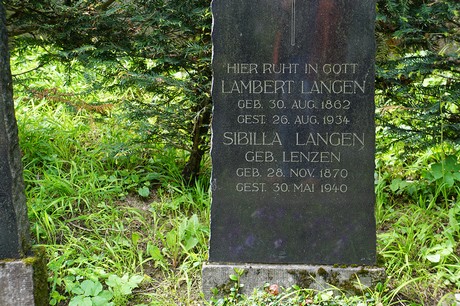 HIER RUHT IN GOTT
LAMBERT LANGEN
GEB. 30. AUG. 1862
GEST. 26. AUG. 1934
SIBILLA LANGEN
GEB. LENZEN
GEB. 28. NOV. 1870
GEST. 30. MAI 1940